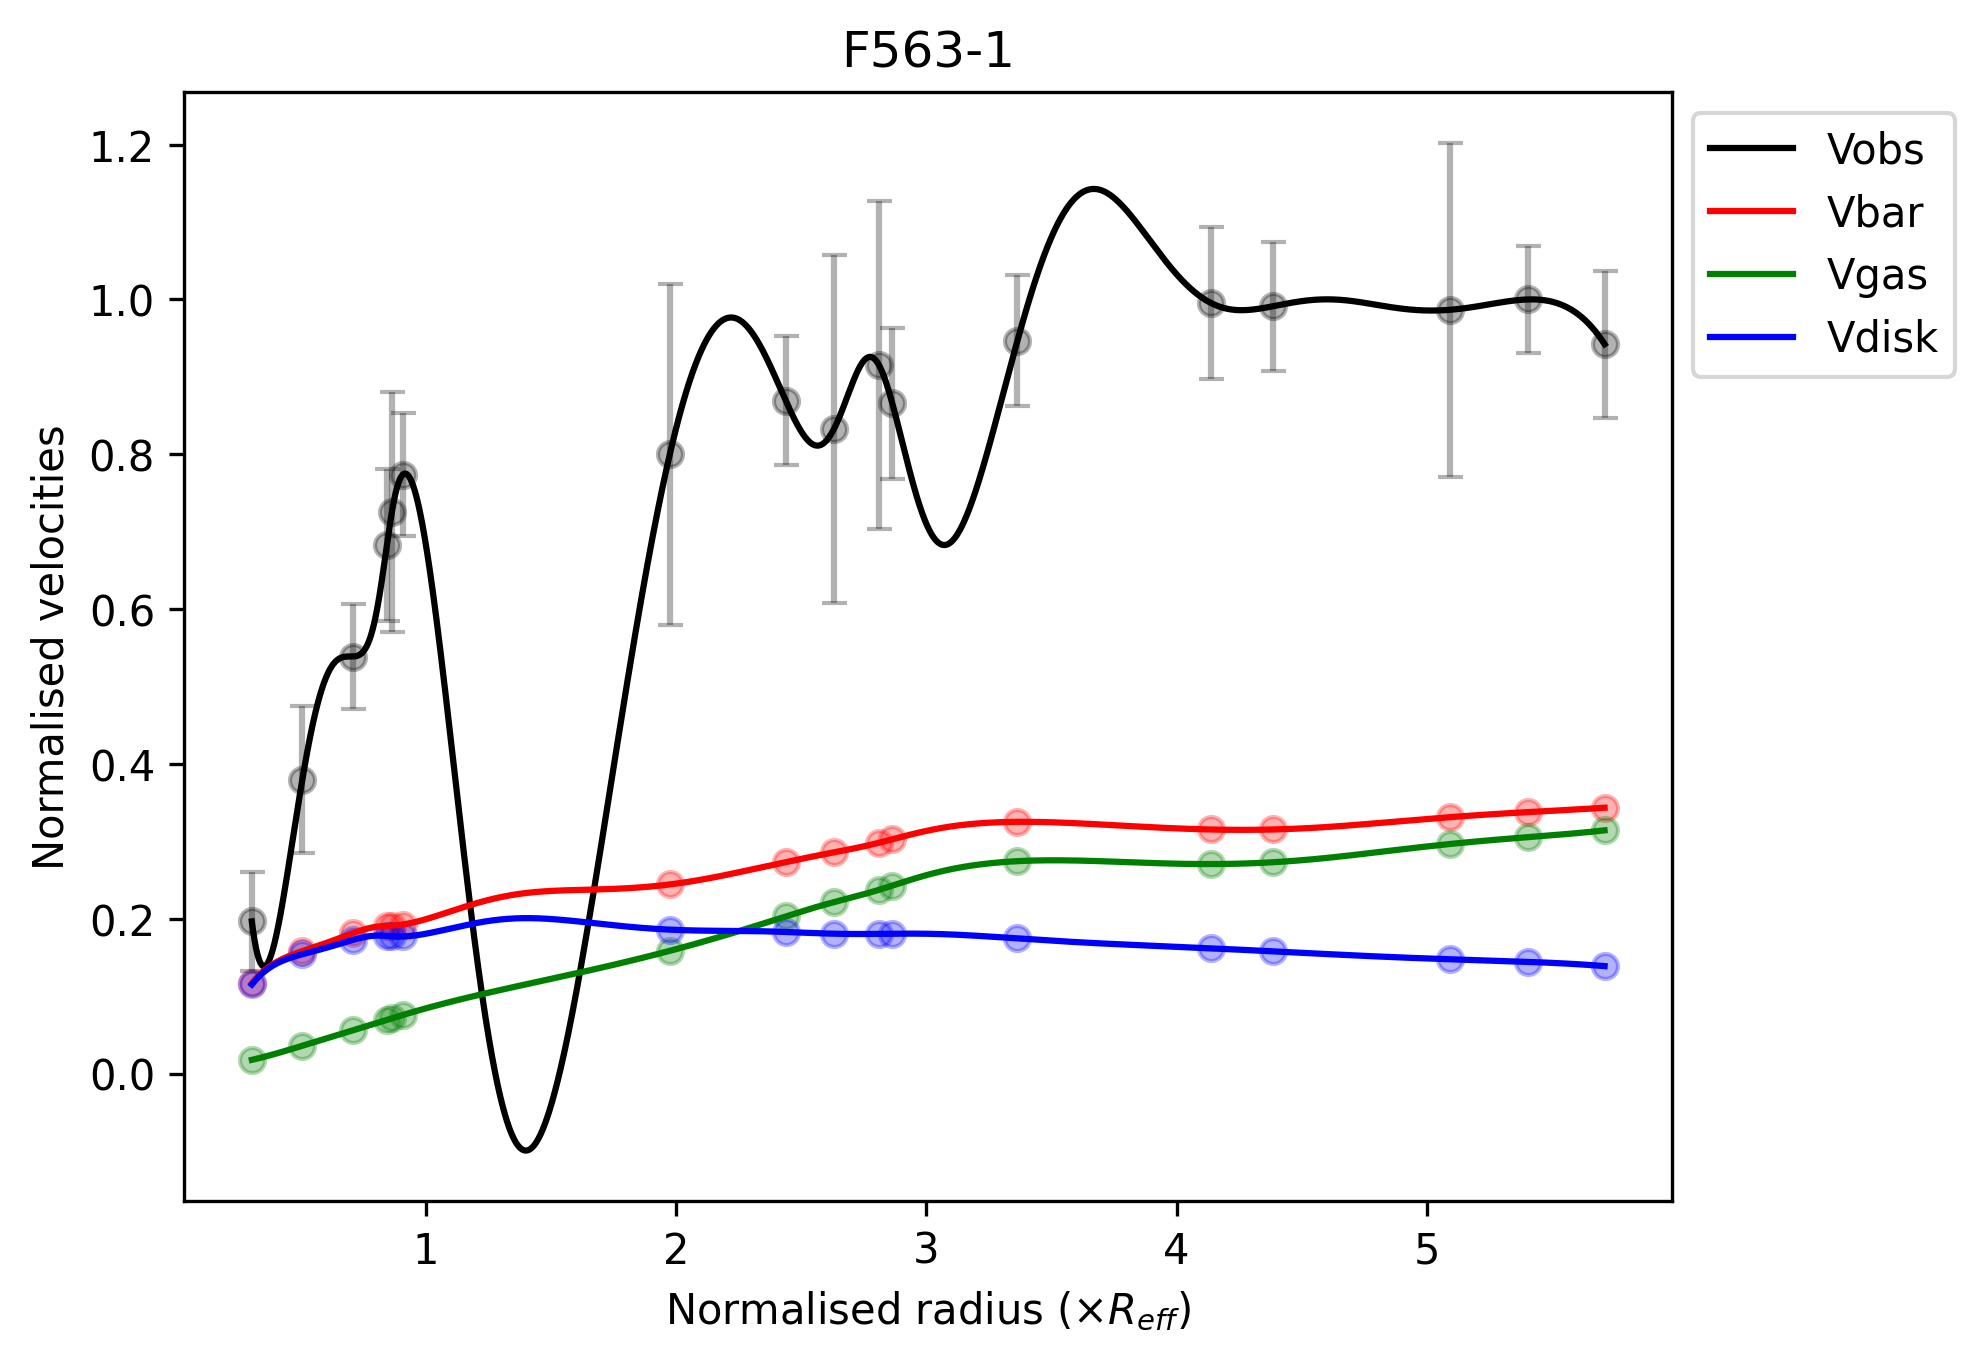 F563-1
Normalised velocities
1.2
1.0
0.8
0.6
0.4
0.2
0.0
1 2 3 4 5
Normalised radius (×R_eff)
Vobs
Vbar
Vgas
Vdisk